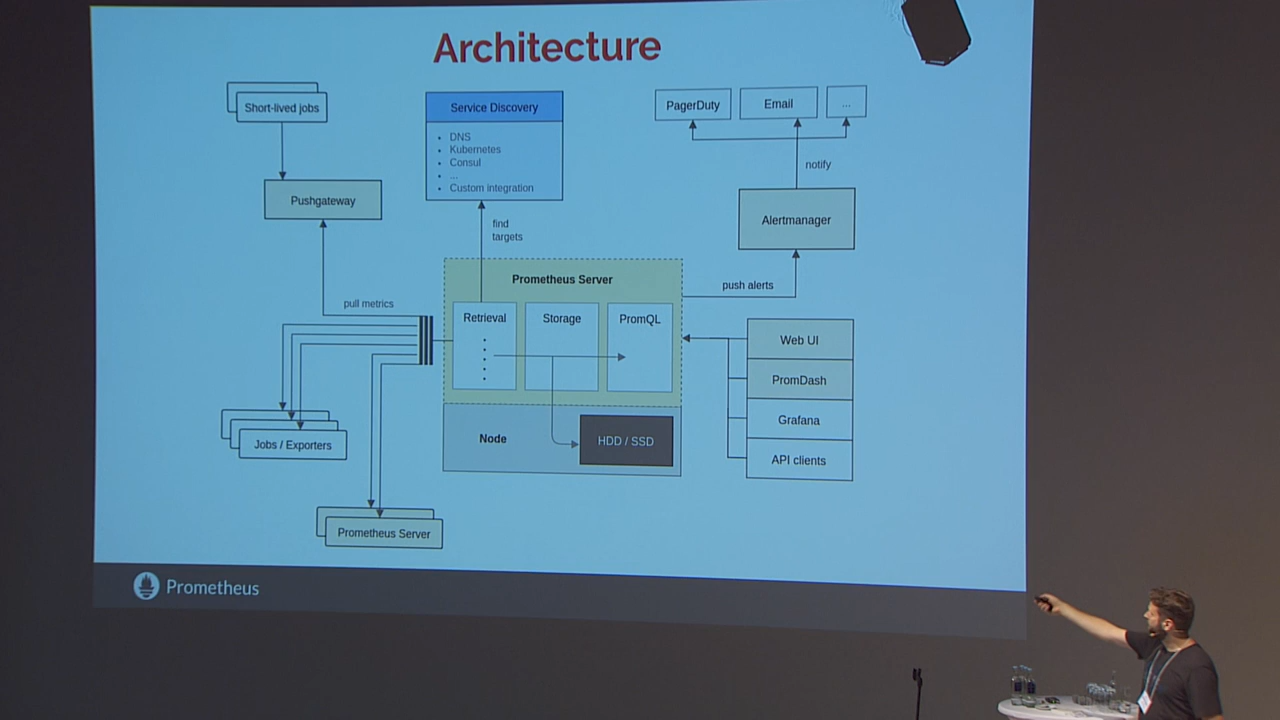 Architecture
Short-lived jobs
Pushgateway
pull metrics
Jobs / Exporters
Prometheus Server
Service Discovery
• DNS
• Kubernetes
• Consul
• ...
• Custom integration
find
targets
Prometheus Server
Retrieval
Storage
PromQL
Node
HDD / SSD
PagerDuty
Email
...
notify
Alertmanager
push alerts
Web UI
PromDash
Grafana
API clients
Prometheus